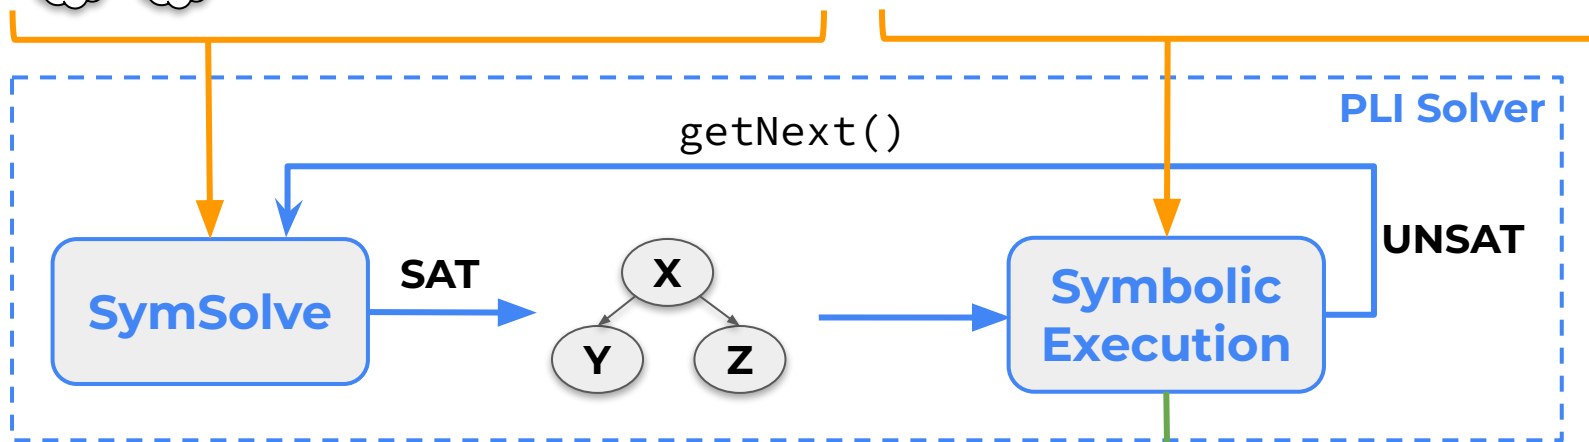 PLI Solver
getNext()
UNSAT
SAT
X
SymSolve
Symbolic
Execution
Y
Z